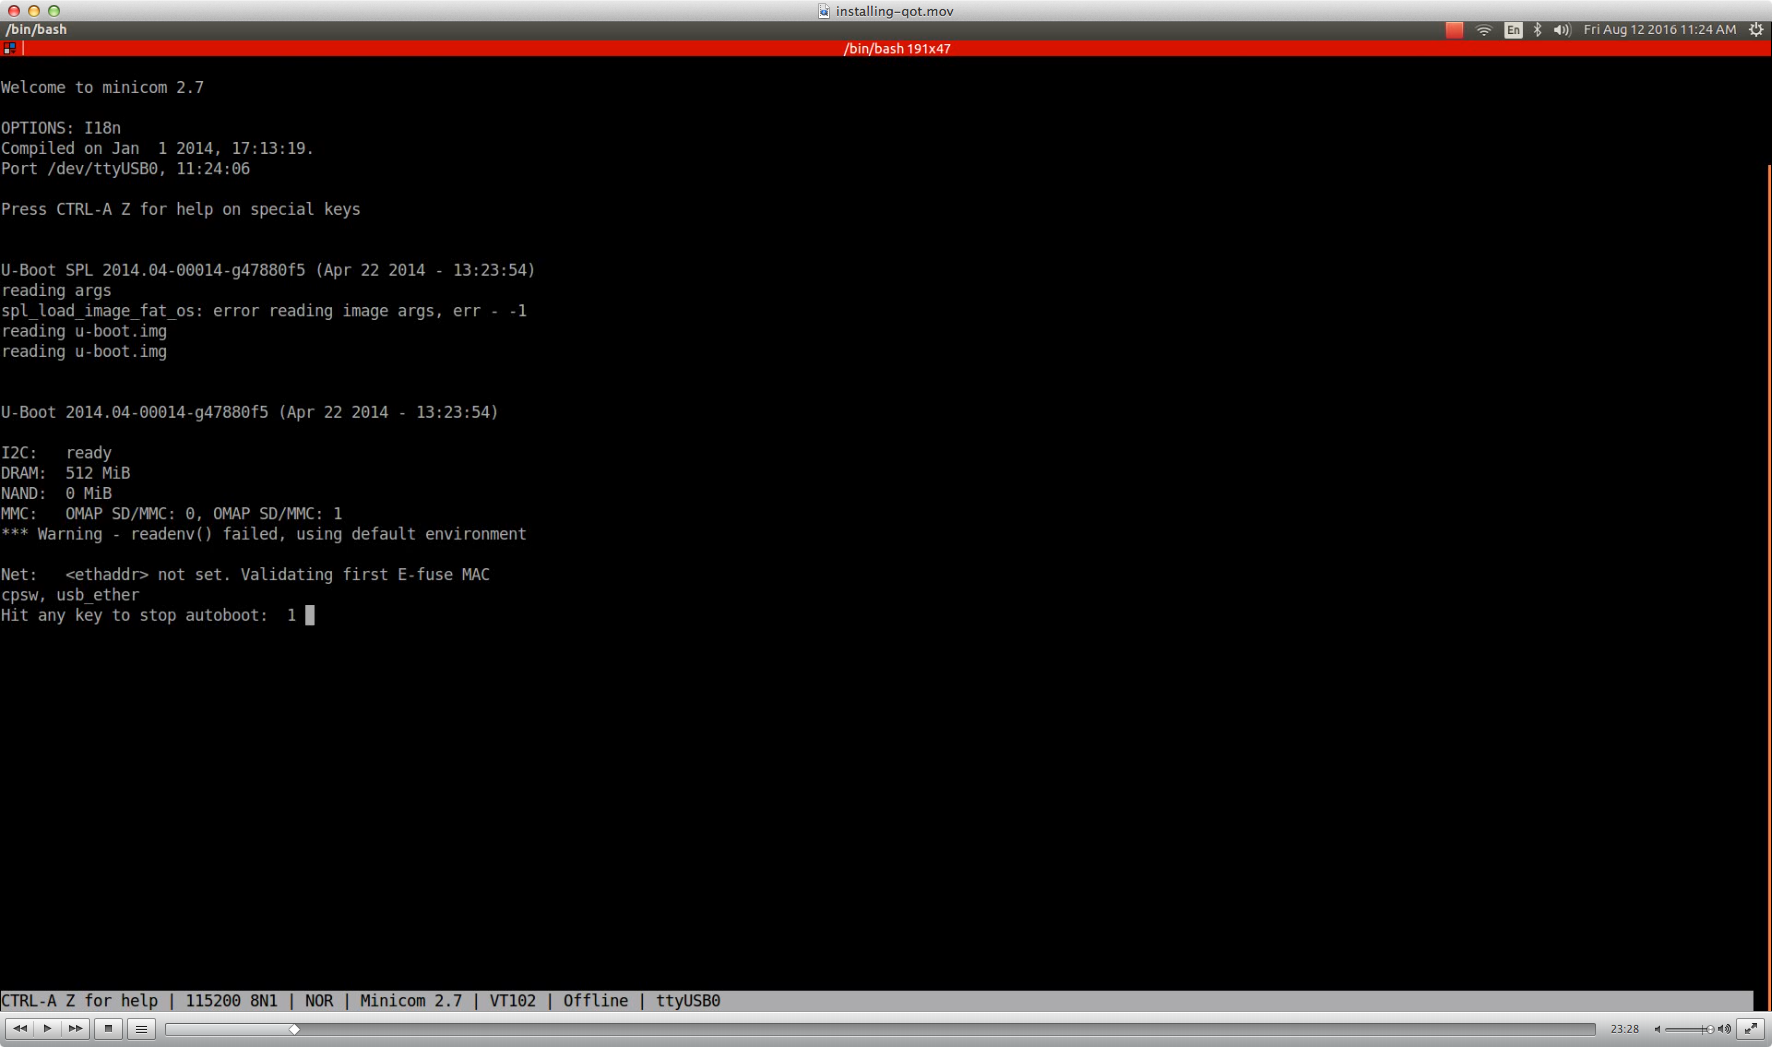 installing-qot.mov
/bin/bash
En
Fri Aug 12 2016 11:24 AM
/bin/bash 191x47
Welcome to minicom 2.7
OPTIONS: I18n
Compiled on Jan  1 2014, 17:13:19.
Port /dev/ttyUSB0, 11:24:06
Press CTRL-A Z for help on special keys
U-Boot SPL 2014.04-00014-g47880f5 (Apr 22 2014 - 13:23:54)
reading args
spl_load_image_fat_os: error reading image args, err - -1
reading u-boot.img
reading u-boot.img
U-Boot 2014.04-00014-g47880f5 (Apr 22 2014 - 13:23:54)
I2C:   ready
DRAM:  512 MiB
NAND:  0 MiB
MMC:   OMAP SD/MMC: 0, OMAP SD/MMC: 1
*** Warning - readenv() failed, using default environment
Net:   <ethaddr> not set. Validating first E-fuse MAC
cpsw, usb_ether
Hit any key to stop autoboot:  1
CTRL-A Z for help | 115200 8N1 | NOR | Minicom 2.7 | VT102 | Offline | ttyUSB0
23:28